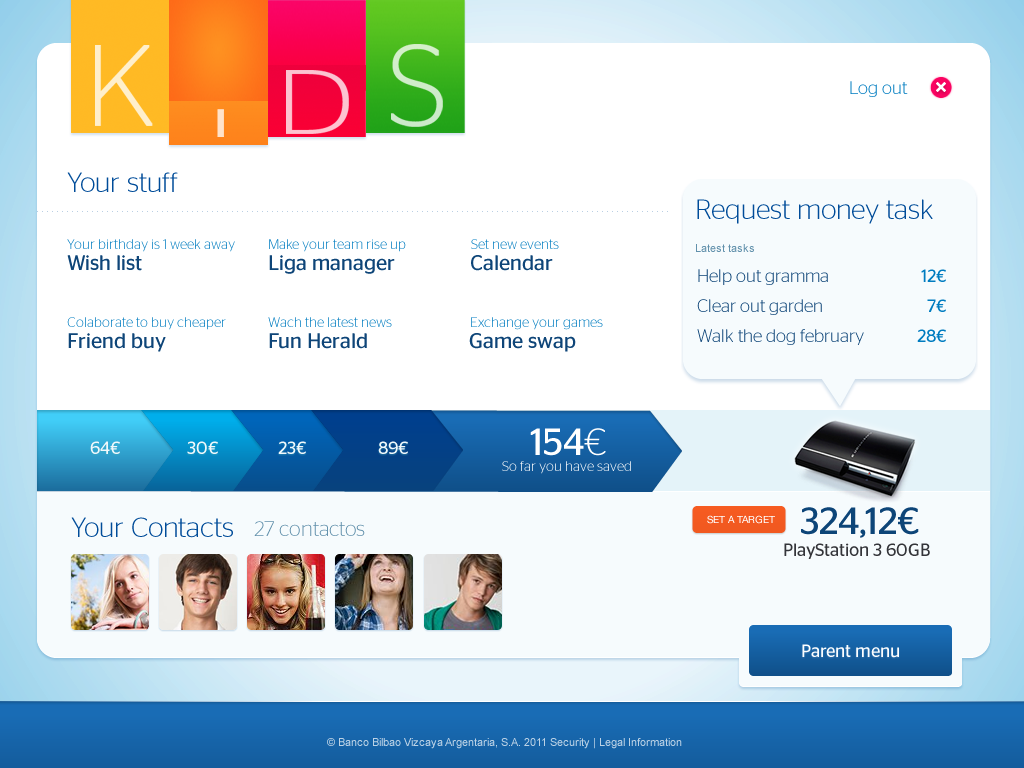 KiDS
Log out
Your stuff
Your birthday is 1 week away
Wish list
Make your team rise up
Liga manager
Set new events
Calendar
Colaborate to buy cheaper
Friend buy
Wach the latest news
Fun Herald
Exchange your games
Game swap
Request money task
Latest tasks
Help out gramma 12€
Clear out garden 7€
Walk the dog february 28€
64€ 30€ 23€ 89€
154€
So far you have saved
SET A TARGET
324,12€
PlayStation 3 60GB
Your Contacts 27 contactos
Parent menu
© Banco Bilbao Vizcaya Argentaria, S.A. 2011 Security | Legal Information